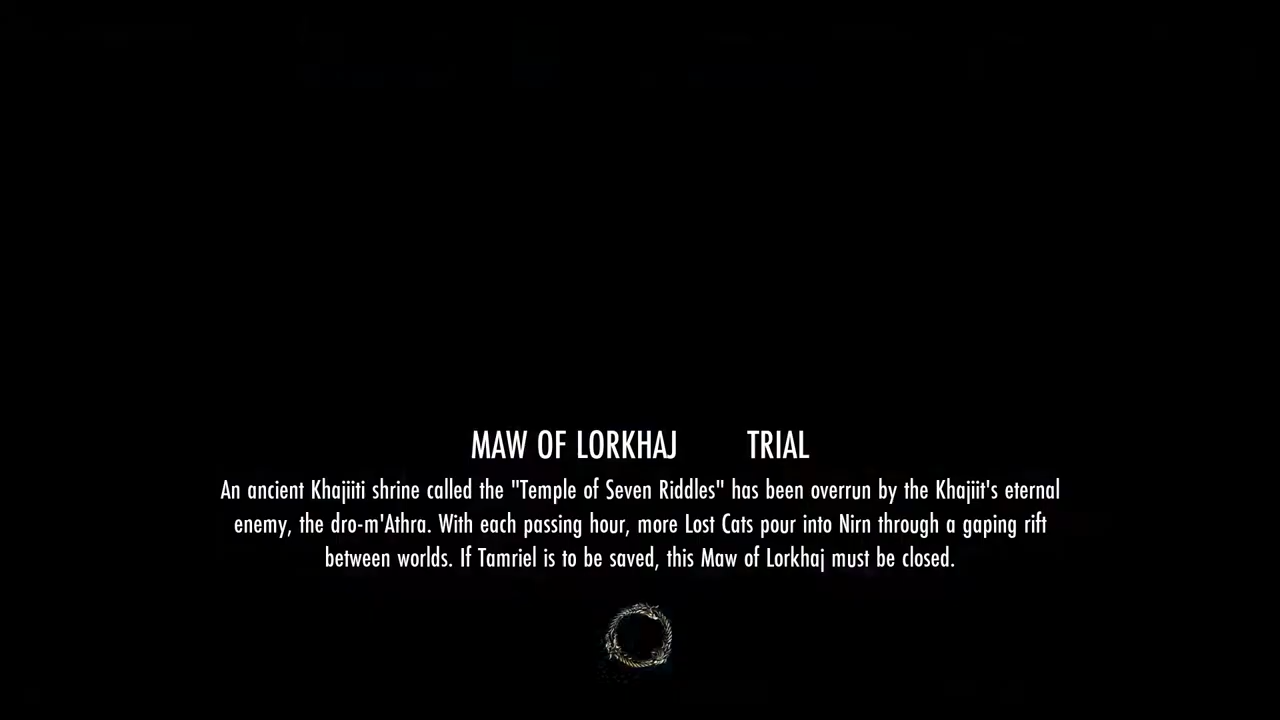 MAW OF LORKHAJ TRIAL
An ancient Khajiiti shrine called the "Temple of Seven Riddles" has been overrun by the Khajiit's eternal
enemy, the dro-m'Athra. With each passing hour, more Lost Cats pour into Nirn through a gaping rift
between worlds. If Tamriel is to be saved, this Maw of Lorkhaj must be closed.